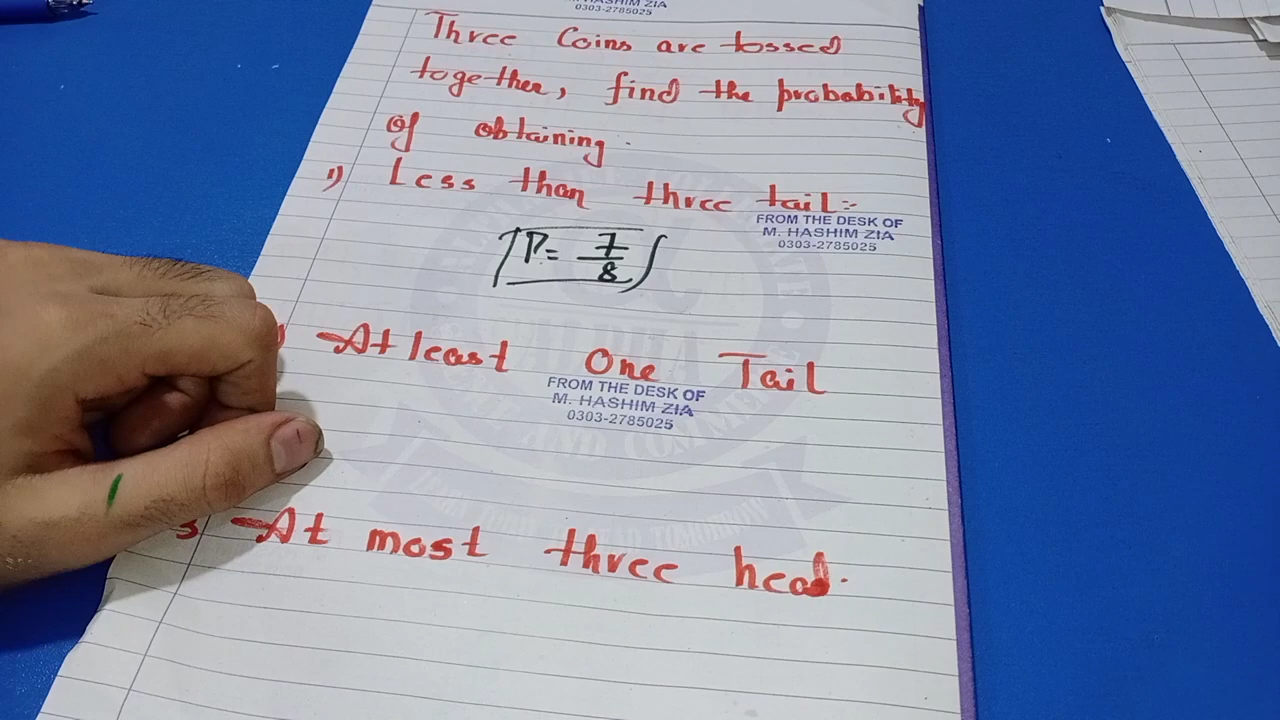 M. HASHIM ZIA
0303-2785025
Three Coins are tossed
together, find the probability
of obtaining.
1) Less than three tail:-
FROM THE DESK OF
M. HASHIM ZIA
0303-2785025
P = 7/8
At least One Tail
FROM THE DESK OF
M. HASHIM ZIA
0303-2785025
3 At most three head.